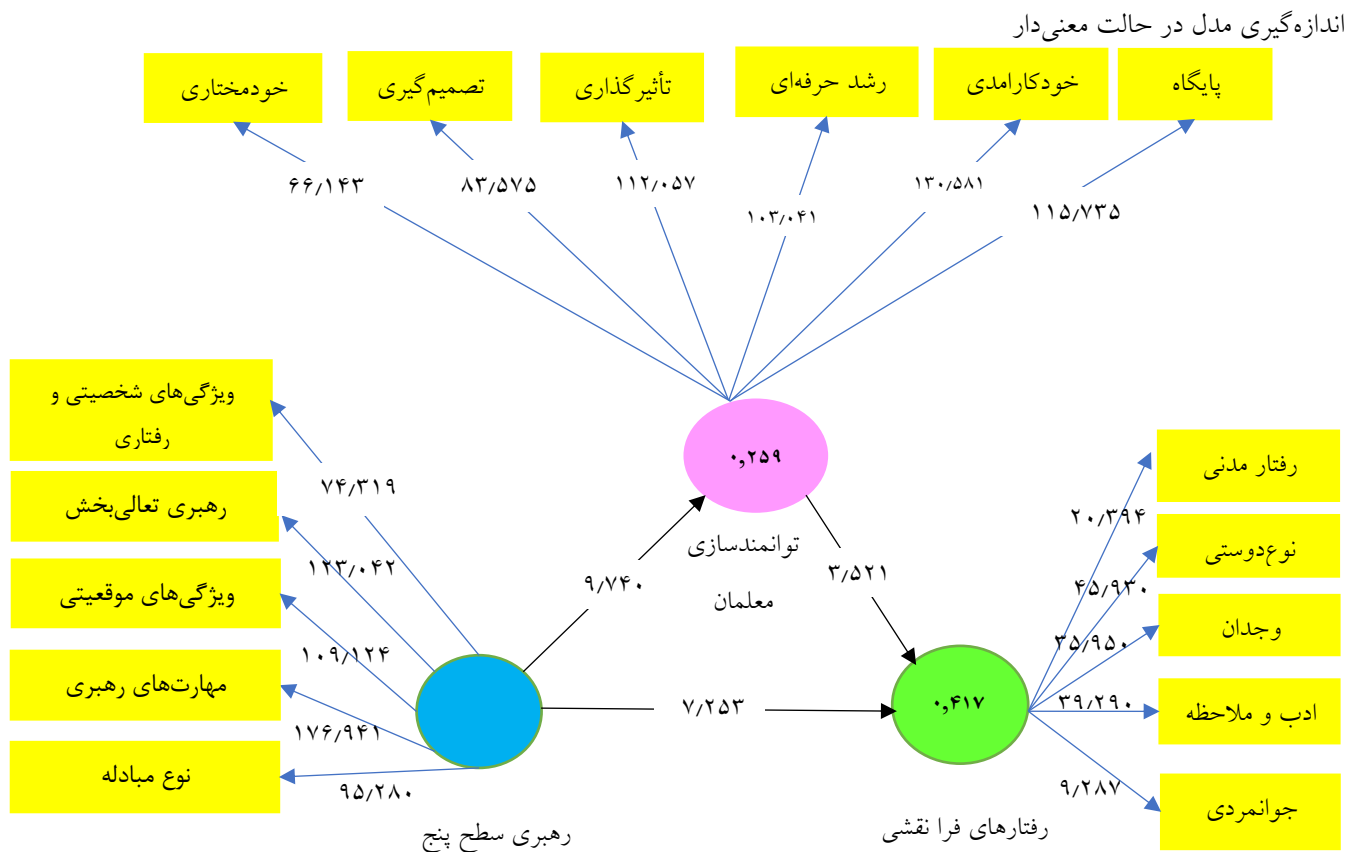 اندازه‌گیری مدل در حالت معنی‌دار
پایگاه
خودکارامدی
رشد حرفه‌ای
تأثیرگذاری
تصمیم‌گیری
خودمختاری
۱۱۵٫۷۳۵
۱۳۰٫۵۸۱
۱۰۳٫۰۴۱
۱۱۲٫۰۵۷
۸۳٫۵۷۵
۶۶٫۱۴۳
۰٫۲۵۹
توانمندسازی
معلمان
رفتار مدنی
نوع‌دوستی
وجدان
ادب و ملاحظه
جوانمردی
۲۰٫۳۹۴
۴۵٫۹۳۰
۳۵٫۹۵۰
۳۹٫۲۹۰
۹٫۲۸۷
۰٫۴۱۷
رفتارهای فرا نقشی
۳٫۵۲۱
۹٫۷۴۰
۷٫۲۵۳
ویژگی‌های شخصیتی و
رفتاری
رهبری تعالی‌بخش
ویژگی‌های موقعیتی
مهارت‌های رهبری
نوع مبادله
۷۴٫۳۱۹
۱۲۳٫۰۴۲
۱۰۹٫۱۲۴
۱۷۶٫۹۴۱
۹۵٫۲۸۰
رهبری سطح پنج